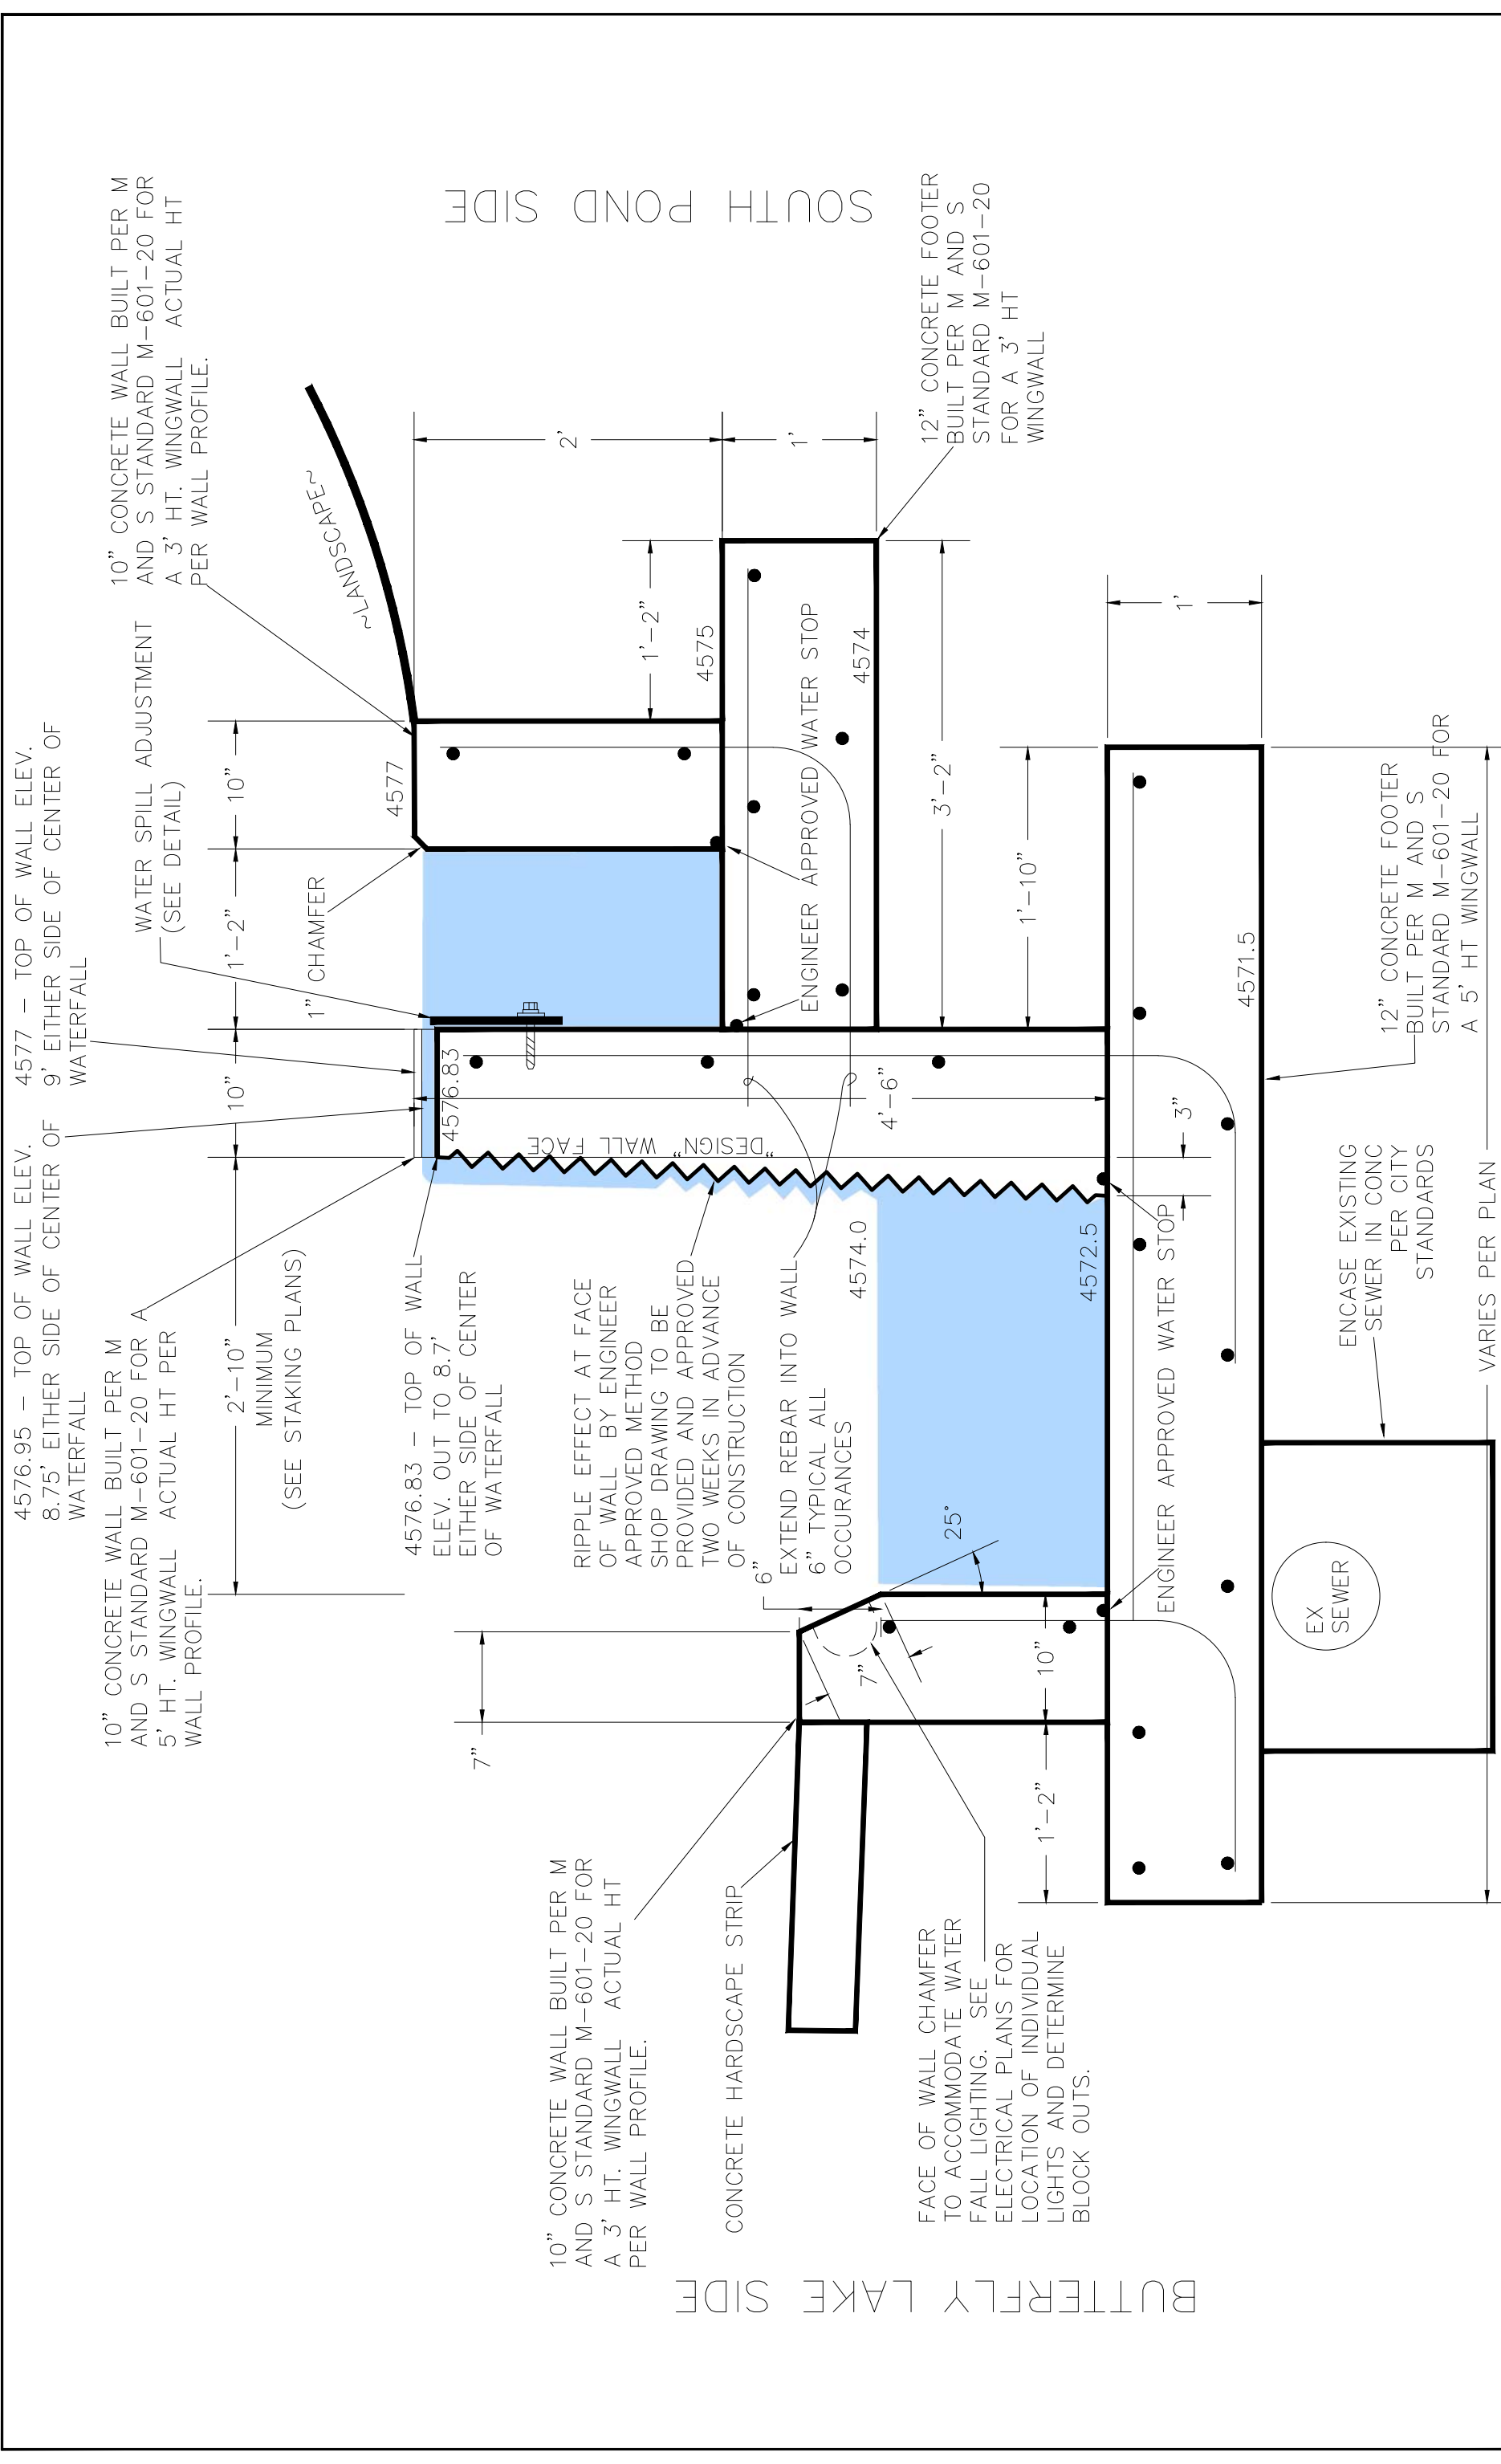 4576.95 – TOP OF WALL ELEV.
8.75' EITHER SIDE OF CENTER OF
WATERFALL
4577 – TOP OF WALL ELEV.
9' EITHER SIDE OF CENTER OF
WATERFALL
10" CONCRETE WALL BUILT PER M
AND S STANDARD M–601–20 FOR A
5' HT. WINGWALL ACTUAL HT PER
WALL PROFILE.
WATER SPILL ADJUSTMENT
(SEE DETAIL)
10" CONCRETE WALL BUILT PER M
AND S STANDARD M–601–20 FOR
A 3' HT. WINGWALL ACTUAL HT
PER WALL PROFILE.
2'–10"
MINIMUM
(SEE STAKING PLANS)
10"
1'–2"
10"
1" CHAMFER
~LANDSCAPE~
4577
4576.83 – TOP OF WALL
ELEV. OUT TO 8.7'
EITHER SIDE OF CENTER
OF WATERFALL
4576.83
7"
"DESIGN" WALL FACE
2'
SOUTH POND SIDE
RIPPLE EFFECT AT FACE
OF WALL BY ENGINEER
APPROVED METHOD
SHOP DRAWING TO BE
PROVIDED AND APPROVED
TWO WEEKS IN ADVANCE
OF CONSTRUCTION
10" CONCRETE WALL BUILT PER M
AND S STANDARD M–601–20 FOR
A 3' HT. WINGWALL ACTUAL HT
PER WALL PROFILE.
1'–2"
4575
6"
EXTEND REBAR INTO WALL
6" TYPICAL ALL
OCCURANCES
CONCRETE HARDSCAPE STRIP
ENGINEER APPROVED WATER STOP
1'
4574
4574.0
7"
4'–6"
12" CONCRETE FOOTER
BUILT PER M AND S
STANDARD M–601–20
FOR A 3' HT
WINGWALL
25°
3'–2"
FACE OF WALL CHAMFER
TO ACCOMMODATE WATER
FALL LIGHTING. SEE
ELECTRICAL PLANS FOR
LOCATION OF INDIVIDUAL
LIGHTS AND DETERMINE
BLOCK OUTS.
BUTTERFLY LAKE SIDE
1'–2"
10"
1'–10"
4572.5
3"
ENGINEER APPROVED WATER STOP
1'
4571.5
EX
SEWER
ENCASE EXISTING
SEWER IN CONC
PER CITY
STANDARDS
12" CONCRETE FOOTER
BUILT PER M AND S
STANDARD M–601–20 FOR
A 5' HT WINGWALL
VARIES PER PLAN